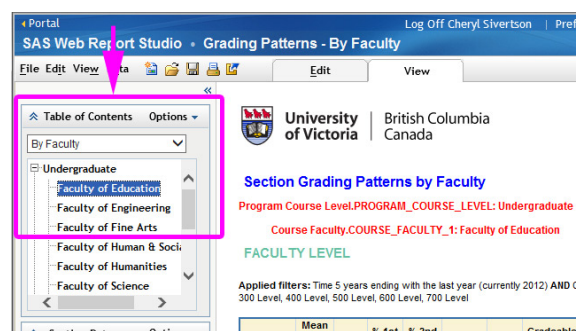 Portal
Log Off Cheryl Sivertson | Pref
SAS Web Report Studio • Grading Patterns - By Faculty
File Edit View ta
Edit
View
«
Table of Contents Options
By Faculty
Undergraduate
Faculty of Education
Faculty of Engineering
Faculty of Fine Arts
Faculty of Human & Soci
Faculty of Humanities
Faculty of Science
University of Victoria
British Columbia Canada
Section Grading Patterns by Faculty
Program Course Level.PROGRAM_COURSE_LEVEL: Undergraduate
Course Faculty.COURSE_FACULTY_1: Faculty of Education
FACULTY LEVEL
Applied filters: Time 5 years ending with the last year (currently 2012) AND
300 Level, 400 Level, 500 Level, 600 Level, 700 Level
Mean